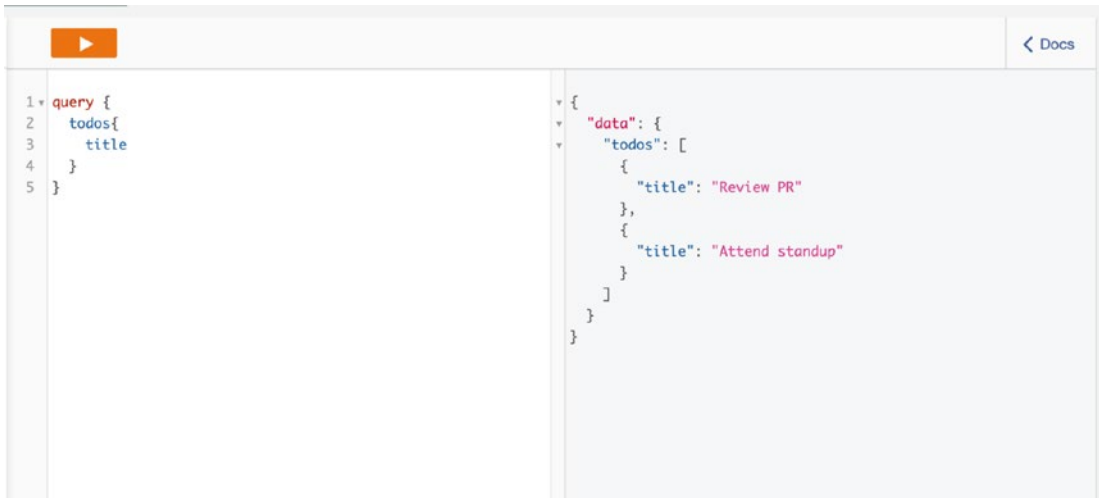 Docs
1 query {
2 todos{
3 title
4 }
5 }
{
"data": {
"todos": [
{
"title": "Review PR"
},
{
"title": "Attend standup"
}
]
}
}